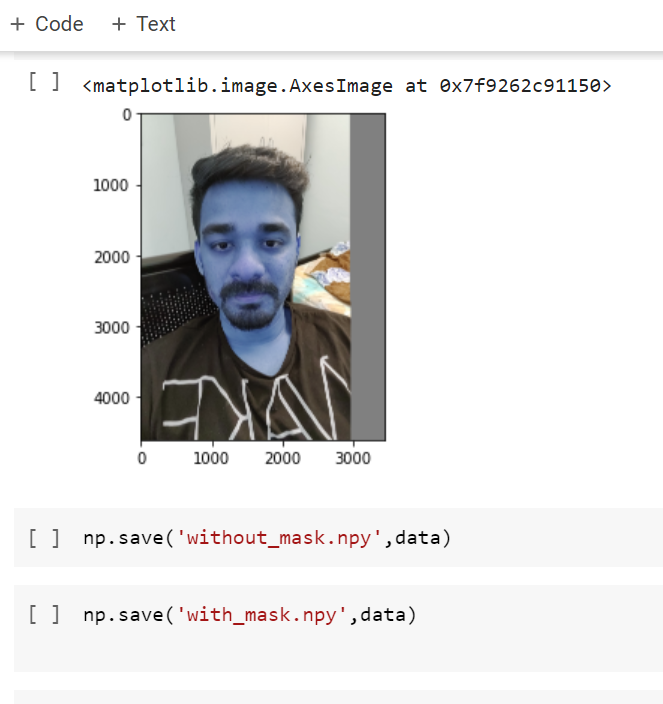 + Code + Text
[ ] <matplotlib.image.AxesImage at 0x7f9262c91150>
0
1000
2000
3000
4000
0 1000 2000 3000
[ ] np.save('without_mask.npy',data)
[ ] np.save('with_mask.npy',data)